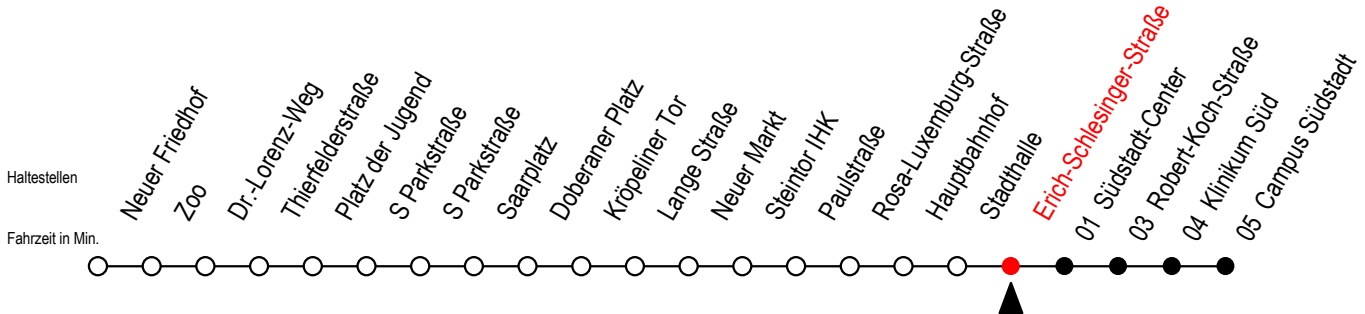 Haltestellen
Fahrzeit in Min.
Neuer Friedhof
Zoo
Dr.-Lorenz-Weg
Thierfelderstraße
Platz der Jugend
S Parkstraße
S Parkstraße
Saarplatz
Doberaner Platz
Kröpeliner Tor
Lange Straße
Neuer Markt
Steintor IHK
Paulstraße
Rosa-Luxemburg-Straße
Hauptbahnhof
Stadthalle
Erich-Schlesinger-Straße
01 Südstadt-Center
03 Robert-Koch-Straße
04 Klinikum Süd
05 Campus Südstadt